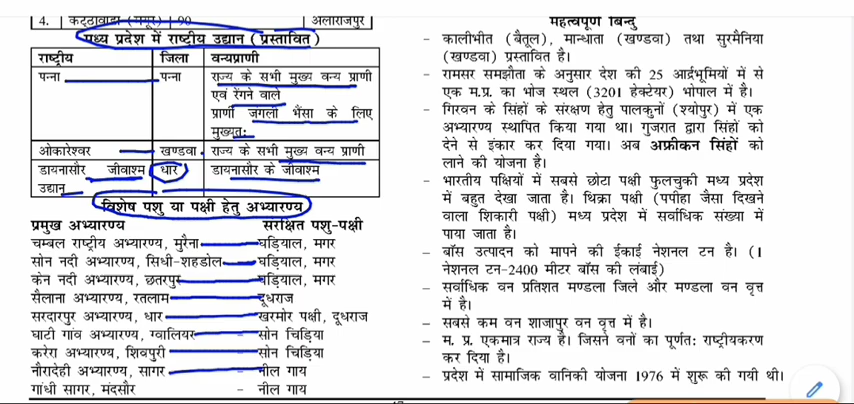 4. कट्ठीवाड़ा (मयूर) 90 अलीराजपुर
मध्य प्रदेश में राष्ट्रीय उद्यान (प्रस्तावित)
राष्ट्रीय जिला वन्यप्राणी
पन्ना पन्ना राज्य के सभी मुख्य वन्य प्राणी
एवं रेंगने वाले
प्राणी जंगली भैंसा के लिए
मुख्यतः
ओंकारेश्वर खण्डवा. राज्य के सभी मुख्य वन्य प्राणी
डायनासौर जीवाश्म धार डायनासौर के जीवाश्म
उद्यान
विशेष पशु या पक्षी हेतु अभ्यारण्य
प्रमुख अभ्यारण्य संरक्षित पशु-पक्षी
चम्बल राष्ट्रीय अभ्यारण्य, मुरैना घड़ियाल, मगर
सोन नदी अभ्यारण्य, सिधी-शहडोल घड़ियाल, मगर
केन नदी अभ्यारण्य, छतरपुर घड़ियाल, मगर
सैलाना अभ्यारण्य, रतलाम दूधराज
सरदारपुर अभ्यारण्य, धार खरमोर पक्षी, दूधराज
घाटी गांव अभ्यारण्य, ग्वालियर सोन चिड़िया
करेरा अभ्यारण्य, शिवपुरी सोन चिड़िया
नौरादेही अभ्यारण्य, सागर नील गाय
गांधी सागर, मंदसौर - नील गाय
महत्वपूर्ण बिन्दु
– कालीभीत (बैतूल), मान्धाता (खण्डवा) तथा सुरमैनिया
(खण्डवा) प्रस्तावित है।
– रामसर समझौता के अनुसार देश की 25 आर्द्रभूमियों में से
एक म.प्र. का भोज स्थल (3201 हेक्टेयर) भोपाल में है।
– गिरवन के सिंहों के संरक्षण हेतु पालकुनों (श्योपुर) में एक
अभ्यारण्य स्थापित किया गया था। गुजरात द्वारा सिंहों को
देने से इंकार कर दिया गया। अब अफ्रीकन सिंहों को
लाने की योजना है।
– भारतीय पक्षियों में सबसे छोटा पक्षी फुलचुकी मध्य प्रदेश
में बहुत देखा जाता है। थिक्रा पक्षी (पपीहा जैसा दिखने
वाला शिकारी पक्षी) मध्य प्रदेश में सर्वाधिक संख्या में
पाया जाता है।
– बॉस उत्पादन को मापने की ईकाई नेशनल टन है। (1
नेशनल टन-2400 मीटर बॉस की लंबाई)
– सर्वाधिक वन प्रतिशत मण्डला जिले और मण्डला वन वृत्त
में है।
– सबसे कम वन शाजापुर वन वृत्त में है।
– म. प्र. एकमात्र राज्य है। जिसने वनों का पूर्णतः राष्ट्रीयकरण
कर दिया है।
– प्रदेश में सामाजिक वानिकी योजना 1976 में शुरू की गयी थी।